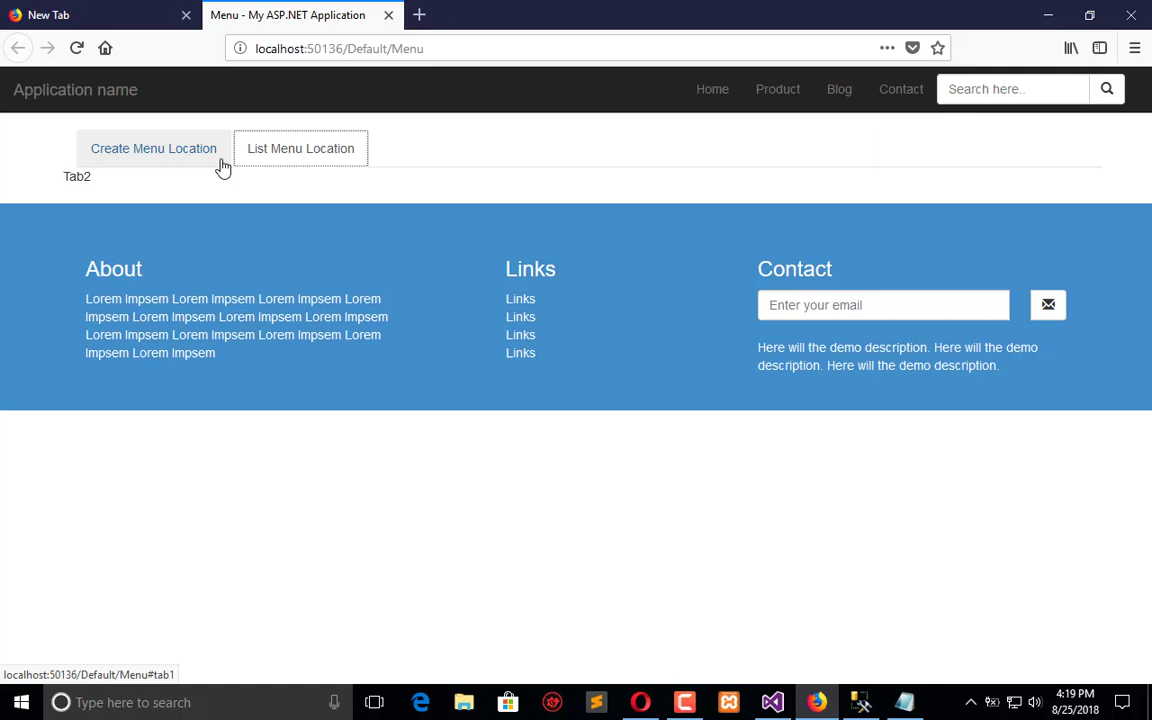 New Tab
Menu - My ASP.NET Application
localhost:50136/Default/Menu
Application name
Home
Product
Blog
Contact
Search here..
Create Menu Location
List Menu Location
Tab2
About
Lorem Impsem Lorem Impsem Lorem Impsem Lorem
Impsem Lorem Impsem Lorem Impsem Lorem Impsem
Lorem Impsem Lorem Impsem Lorem Impsem Lorem
Impsem Lorem Impsem
Links
Links
Links
Links
Links
Contact
Enter your email
Here will the demo description. Here will the demo
description. Here will the demo description.
localhost:50136/Default/Menu#tab1
Type here to search
4:19 PM
8/25/2018